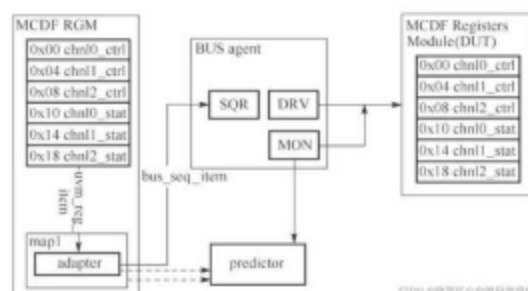 MCDF RGM
0x00 chnl0_ctrl
0x04 chnl1_ctrl
0x08 chnl2_ctrl
0x10 chnl0_stat
0x14 chnl1_stat
0x18 chnl2_stat
uvm_reg_
item
map1
adapter
bus_seq_item
BUS agent
SQR
DRV
MON
predictor
MCDF Registers
Module(DUT)
0x00 chnl0_ctrl
0x04 chnl1_ctrl
0x08 chnl2_ctrl
0x10 chnl0_stat
0x14 chnl1_stat
0x18 chnl2_stat